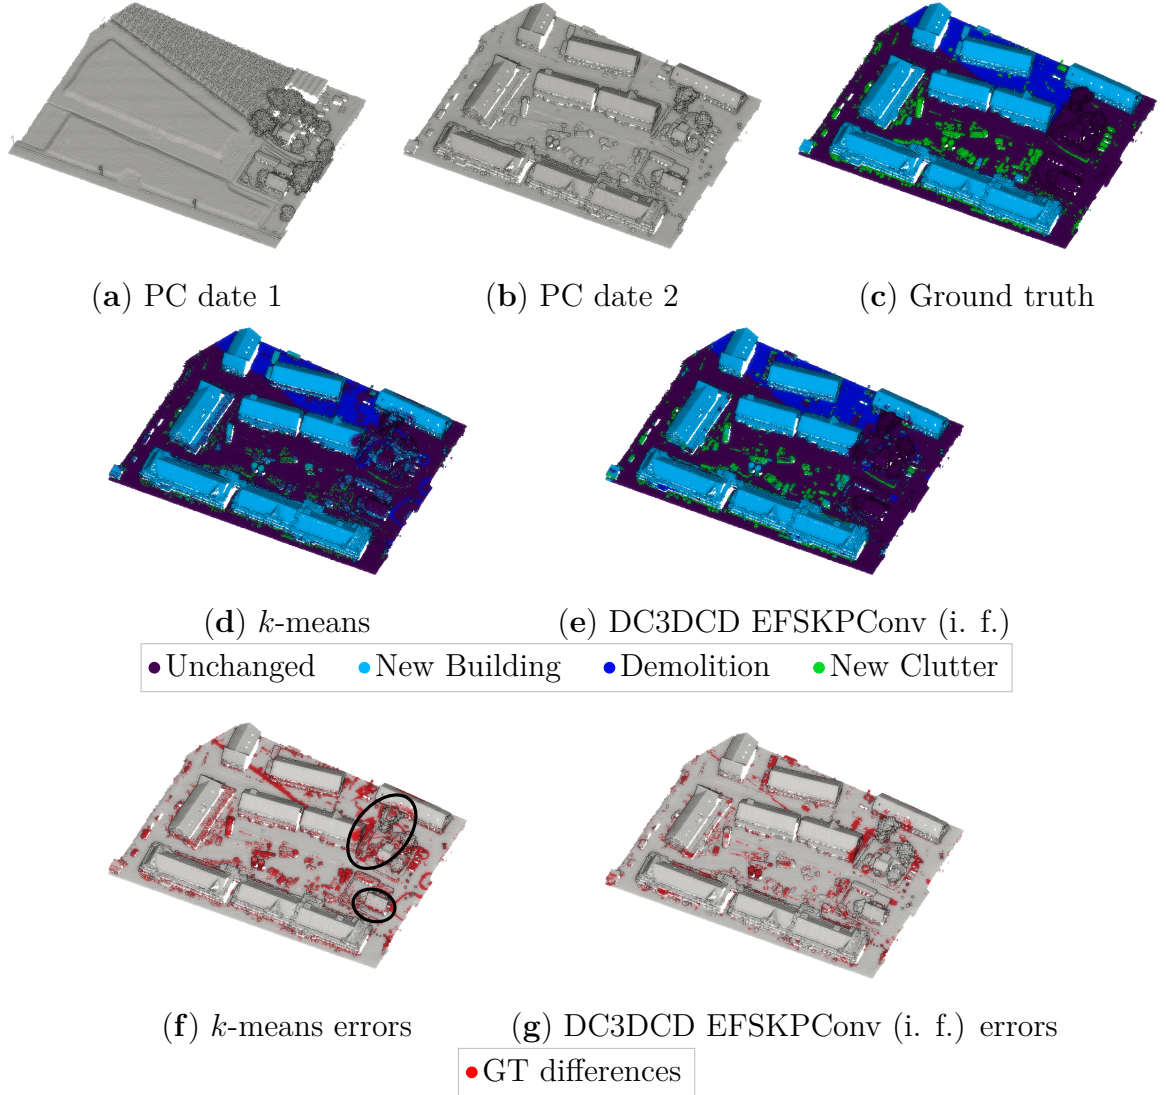 (a) PC date 1
(b) PC date 2
(c) Ground truth
(d) k-means
(e) DC3DCD EFSKPConv (i. f.)
Unchanged New Building Demolition New Clutter
(f) k-means errors
(g) DC3DCD EFSKPConv (i. f.) errors
GT differences